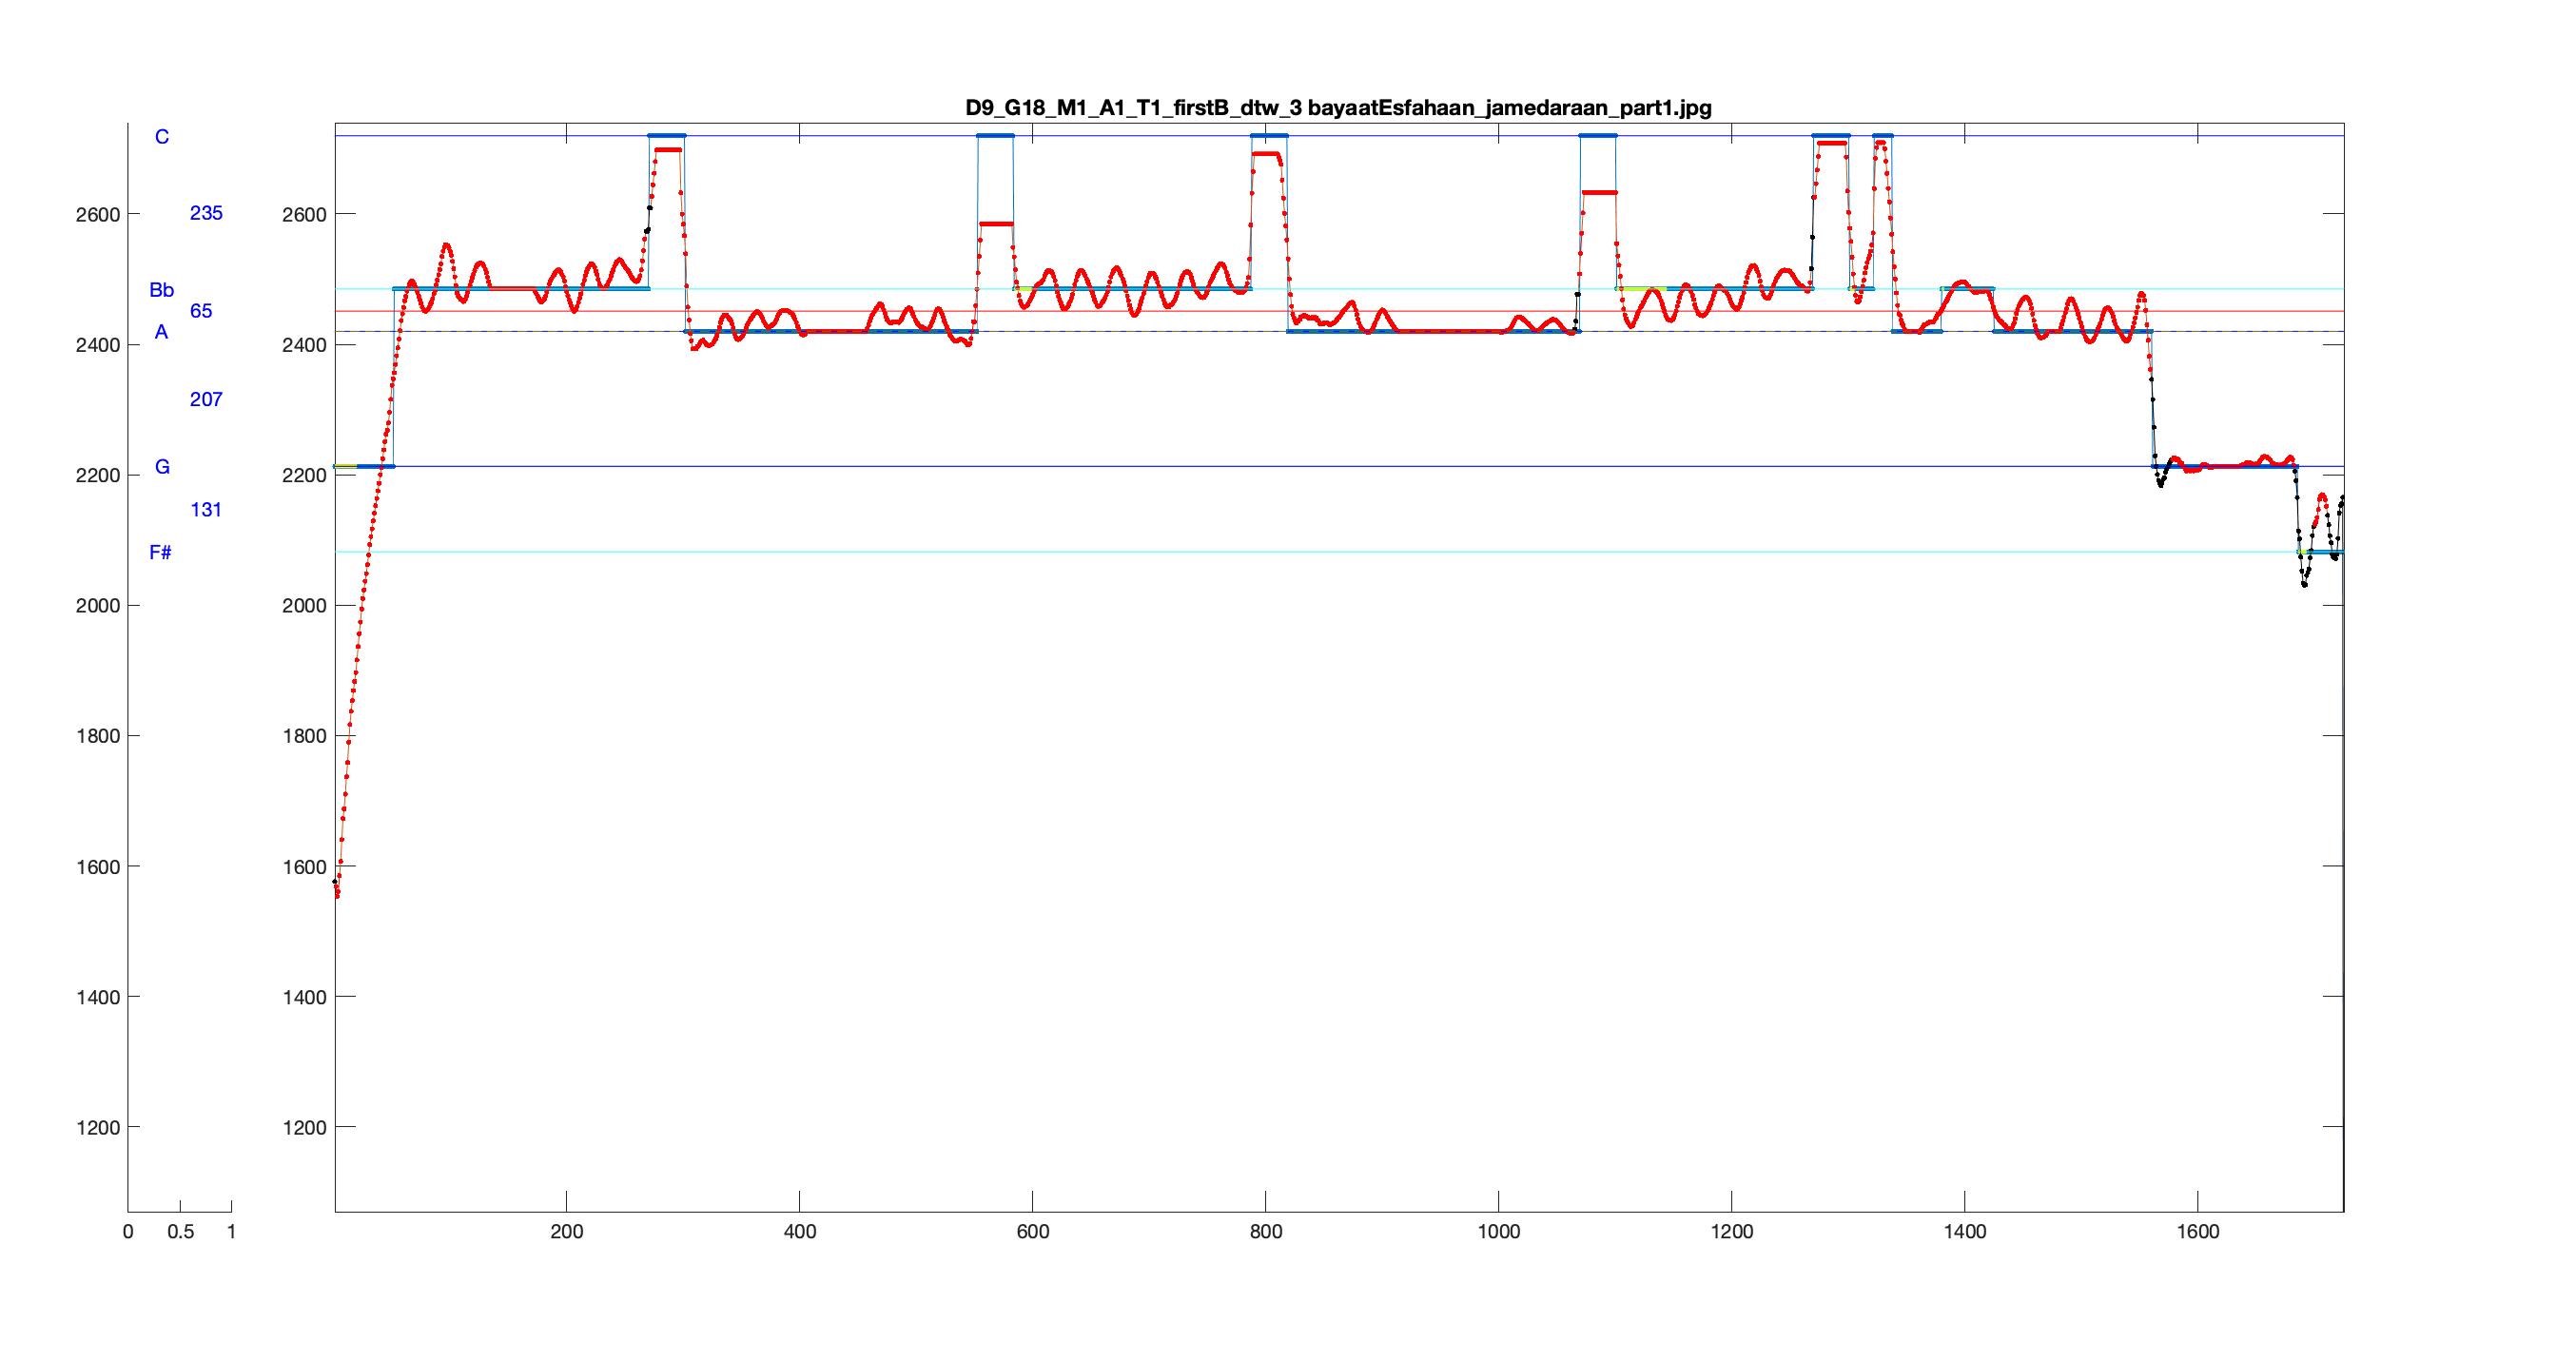 D9_G18_M1_A1_T1_firstB_dtw_3 bayaatEsfahaan_jamedaraan_part1.jpg
C
2600 235 2600
Bb
65
A
2400 2400
207
G
2200 2200
131
F#
2000 2000
1800 1800
1600 1600
1400 1400
1200 1200
0 0.5 1 200 400 600 800 1000 1200 1400 1600